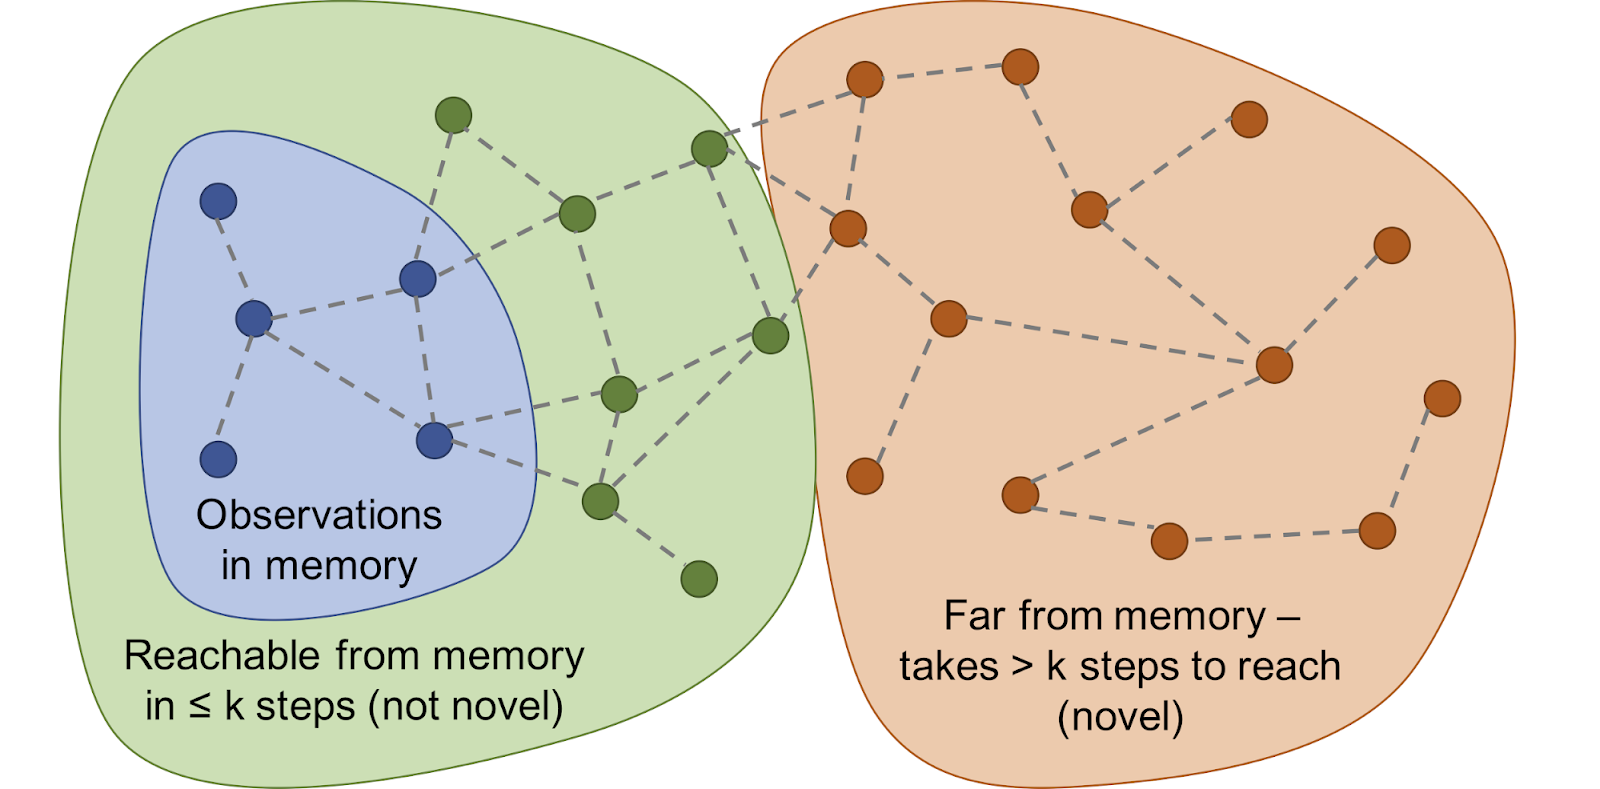 Observations
in memory
Reachable from memory
in ≤ k steps (not novel)
Far from memory –
takes > k steps to reach
(novel)